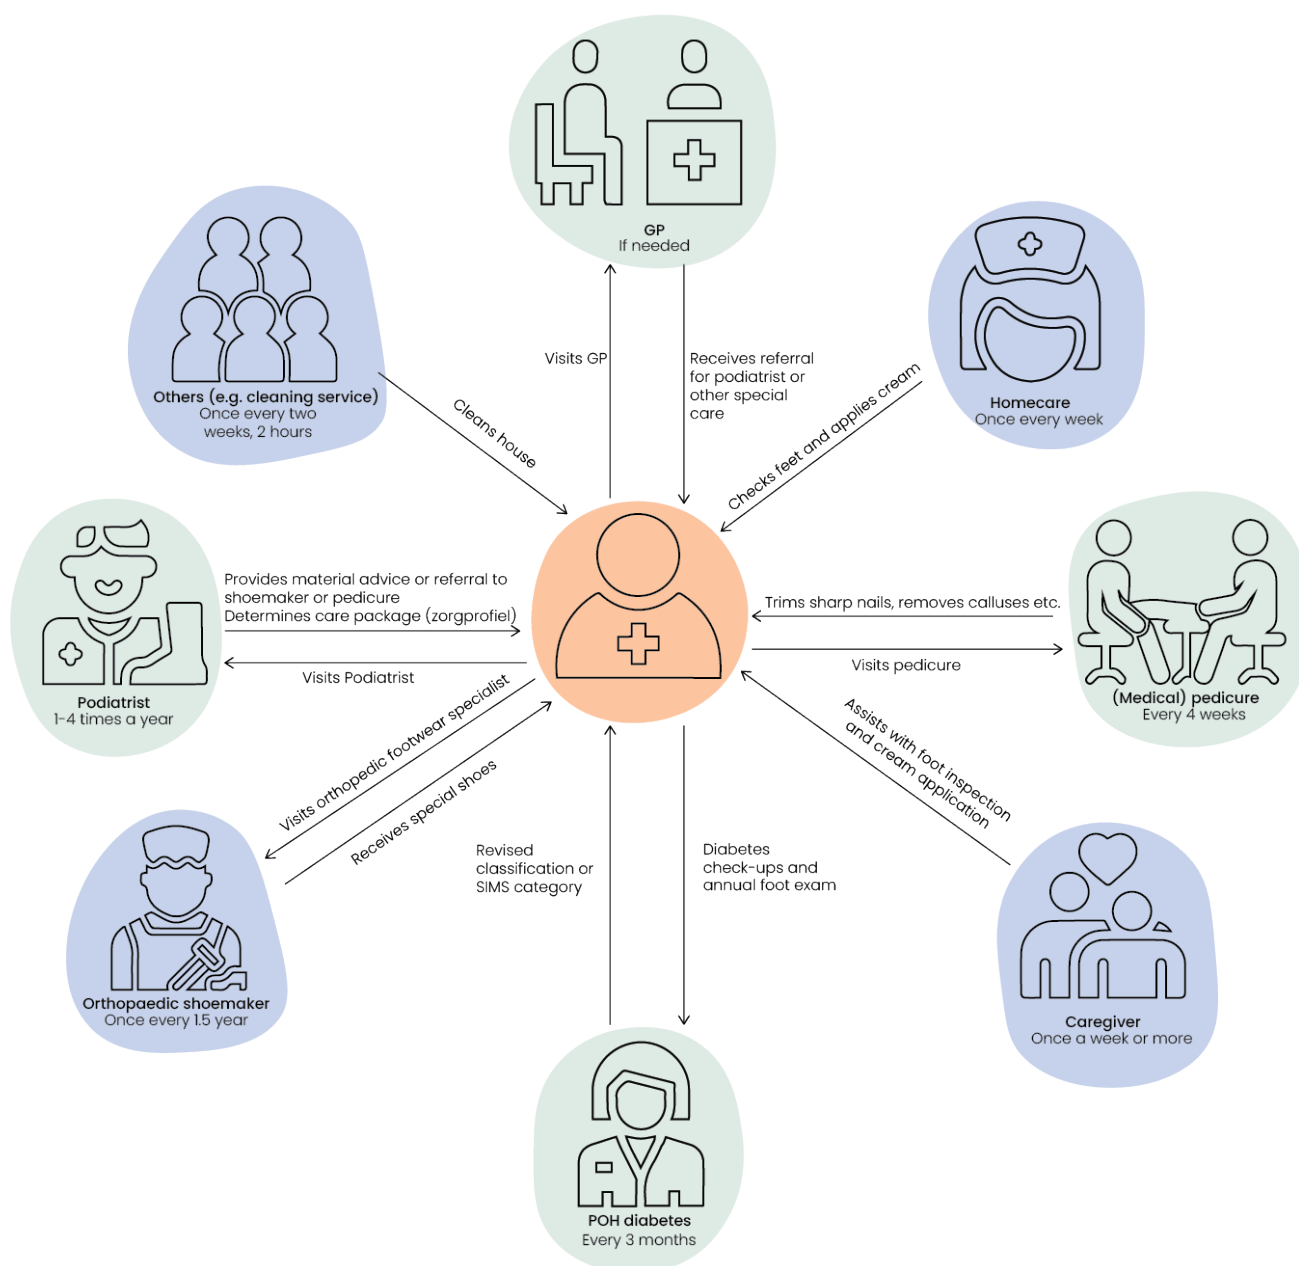 GP
If needed
Others (e.g. cleaning service)
Once every two
weeks, 2 hours
Homecare
Once every week
Visits GP
Receives referral
for podiatrist or
other special
care
Cleans house
Checks feet and applies cream
Podiatrist
1-4 times a year
Provides material advice or referral to
shoemaker or pedicure
Determines care package (zorgprofiel)
Visits Podiatrist
Trims sharp nails, removes calluses etc.
Visits pedicure
(Medical) pedicure
Every 4 weeks
Visits orthopedic footwear specialist
Receives special shoes
Assists with foot inspection
and cream application
Revised
classification or
SIMS category
Diabetes
check-ups and
annual foot exam
Orthopaedic shoemaker
Once every 1.5 year
Caregiver
Once a week or more
POH diabetes
Every 3 months